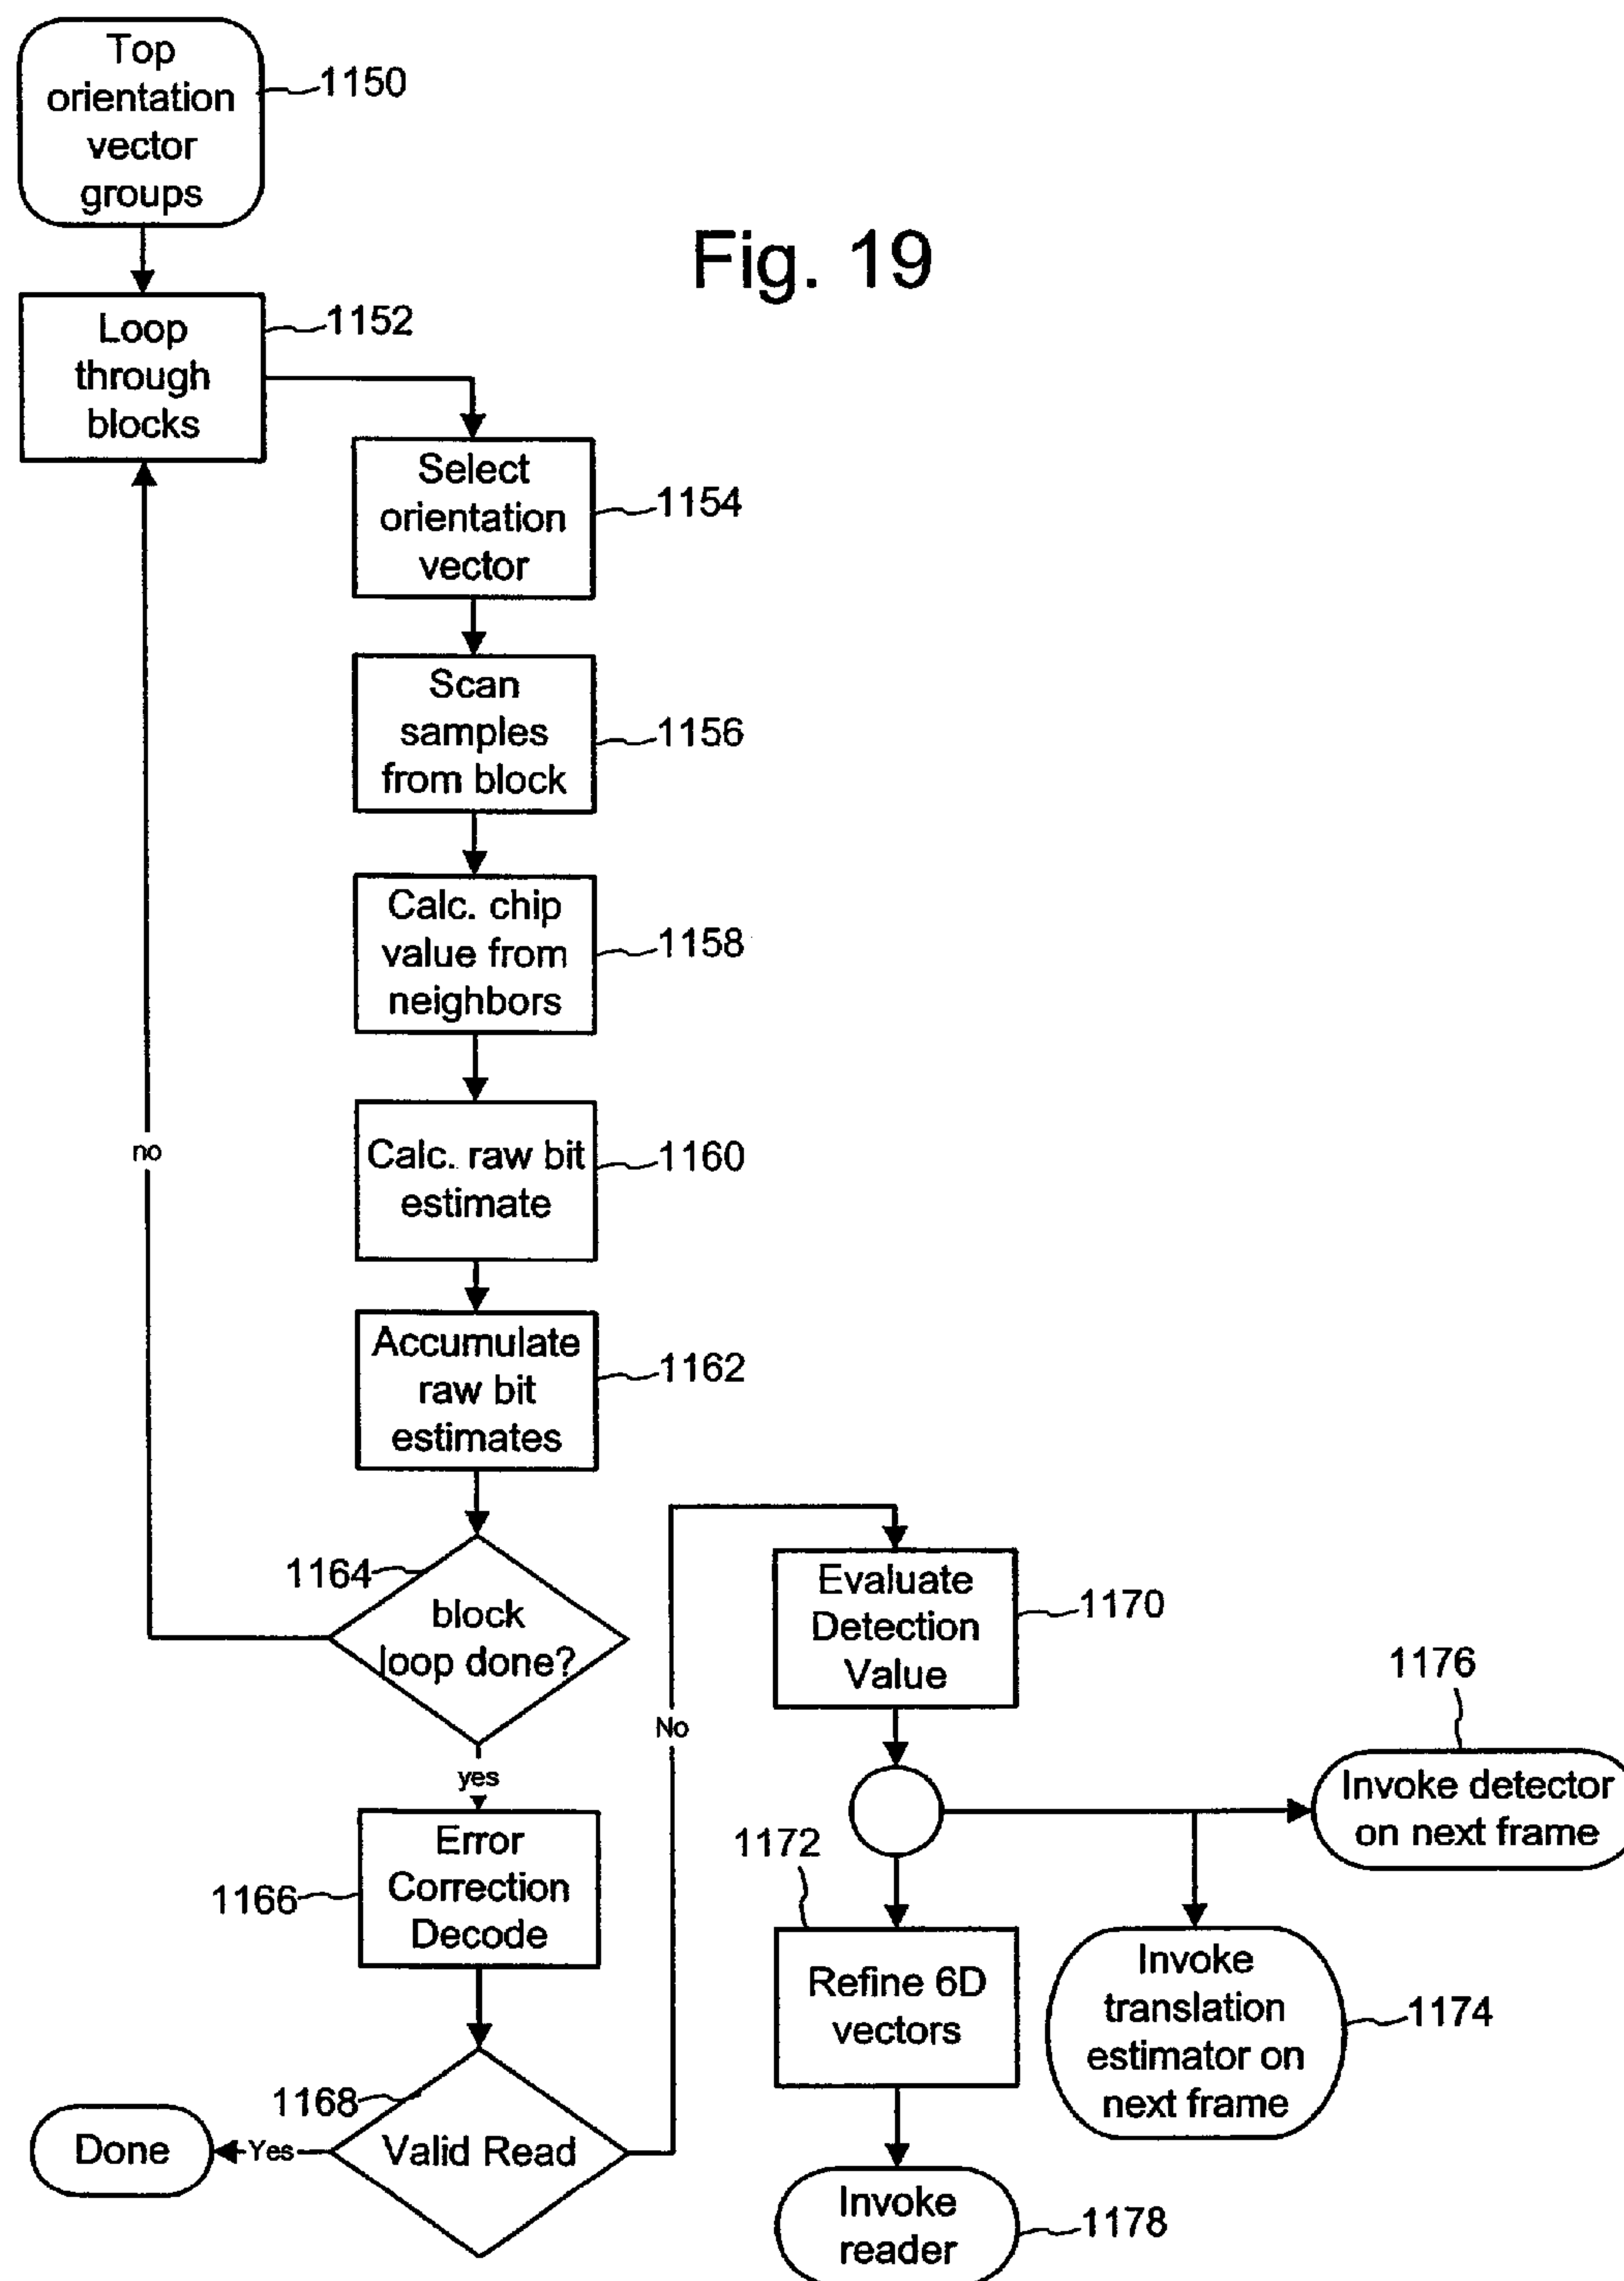 Top
orientation
vector
groups
1150
Fig. 19
Loop
through
blocks
1152
Select
orientation
vector
1154
Scan
samples
from block
1156
Calc. chip
value from
neighbors
1158
no
Calc. raw bit
estimate
1160
Accumulate
raw bit
estimates
1162
1164
block
loop done?
yes
Error
Correction
Decode
1166
1168
Valid Read
Yes
Done
No
Evaluate
Detection
Value
1170
1176
Invoke detector
on next frame
1172
Refine 6D
vectors
Invoke
translation
estimator on
next frame
1174
Invoke
reader
1178